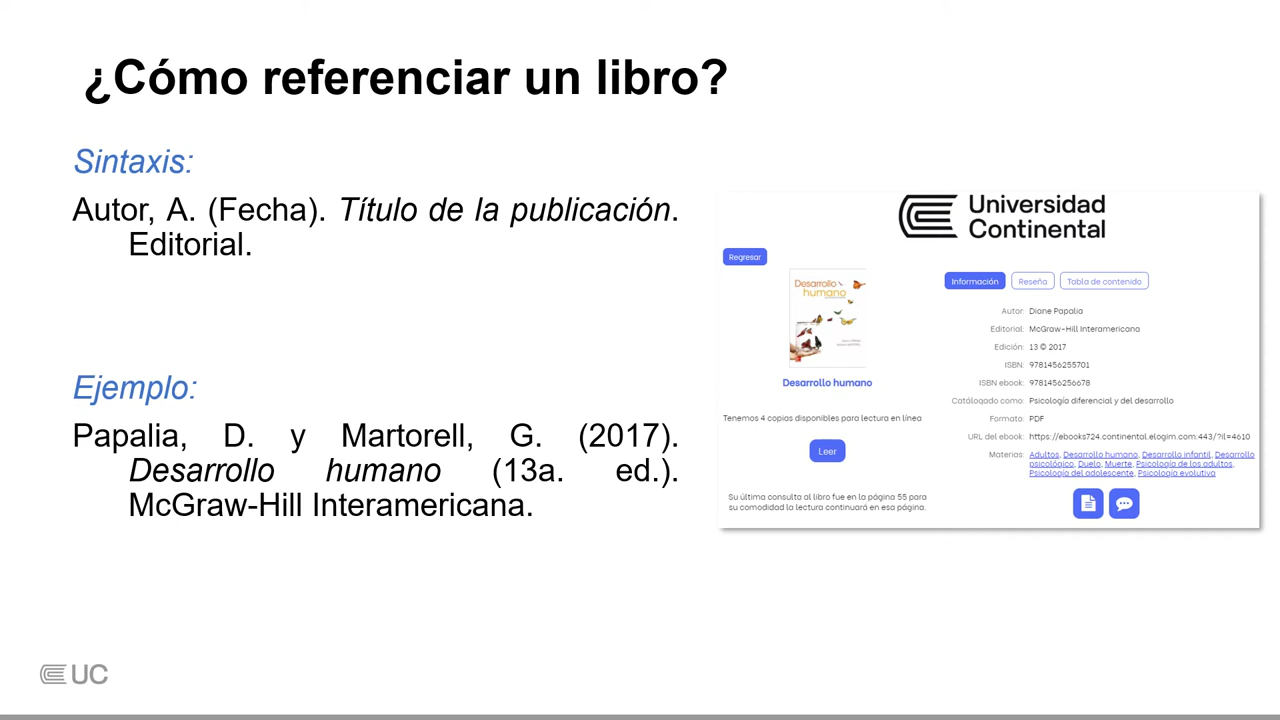 ¿Cómo referenciar un libro?
Sintaxis:
Autor, A. (Fecha). Título de la publicación.
Editorial.
Ejemplo:
Papalia, D. y Martorell, G. (2017).
Desarrollo humano (13a. ed.).
McGraw-Hill Interamericana.
Universidad
Continental
Regresar
Desarrollo
humano
Desarrollo humano
Tenemos 4 copias disponibles para lectura en línea
Leer
Su última consulta al libro fue en la página 55 para
su comodidad la lectura continuará en esa página.
Información
Reseña
Tabla de contenido
Autor: Diane Papalia
Editorial: McGraw-Hill Interamericana
Edición: 13 © 2017
ISBN: 9781456255701
ISBN ebook: 9781456256678
Catálogado como: Psicología diferencial y del desarrollo
Formato: PDF
URL del ebook: https://ebooks724.continental.elogim.com:443/?il=4610
Materias: Adultos, Desarrollo humano, Desarrollo infantil, Desarrollo
psicológico, Duelo, Muerte, Psicología de los adultos,
Psicología del adolescente, Psicología evolutiva
UC